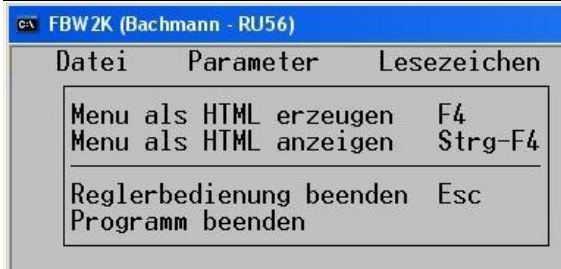 FBW2K (Bachmann - RU56)
Datei Parameter Lesezeichen
Menu als HTML erzeugen F4
Menu als HTML anzeigen Strg-F4
Reglerbedienung beenden Esc
Programm beenden